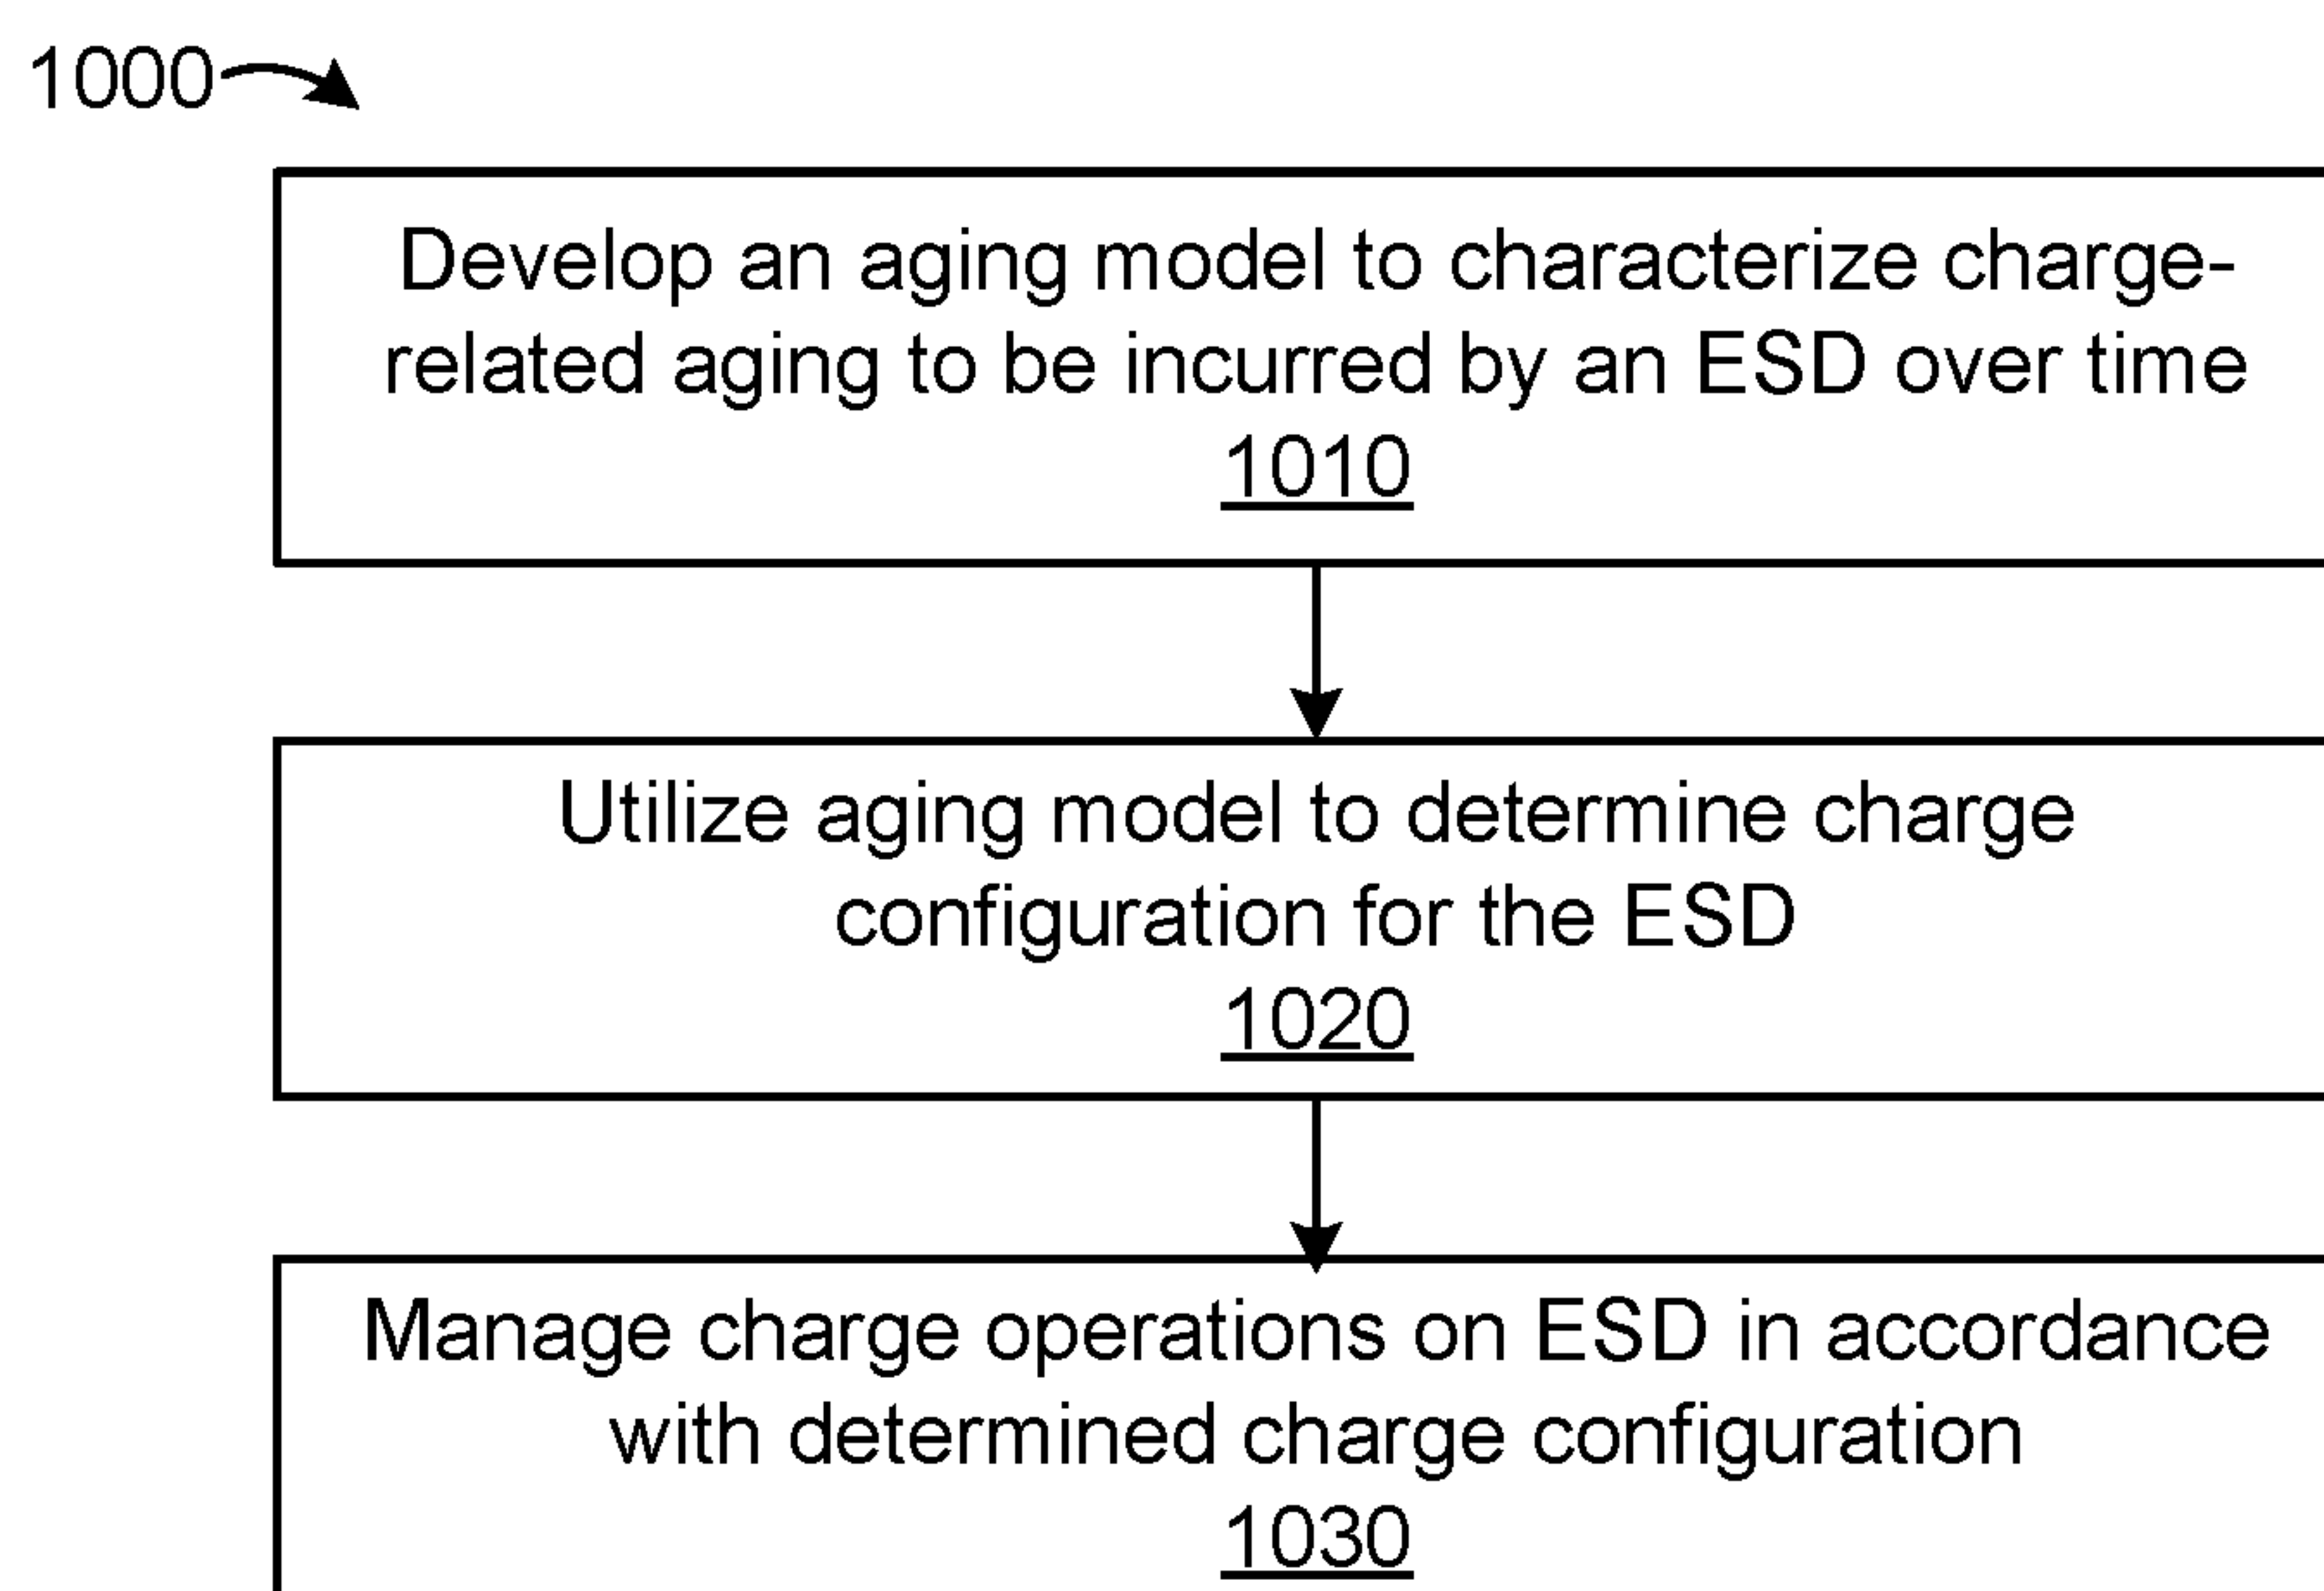 1000
Develop an aging model to characterize charge-
related aging to be incurred by an ESD over time
1010
Utilize aging model to determine charge
configuration for the ESD
1020
Manage charge operations on ESD in accordance
with determined charge configuration
1030